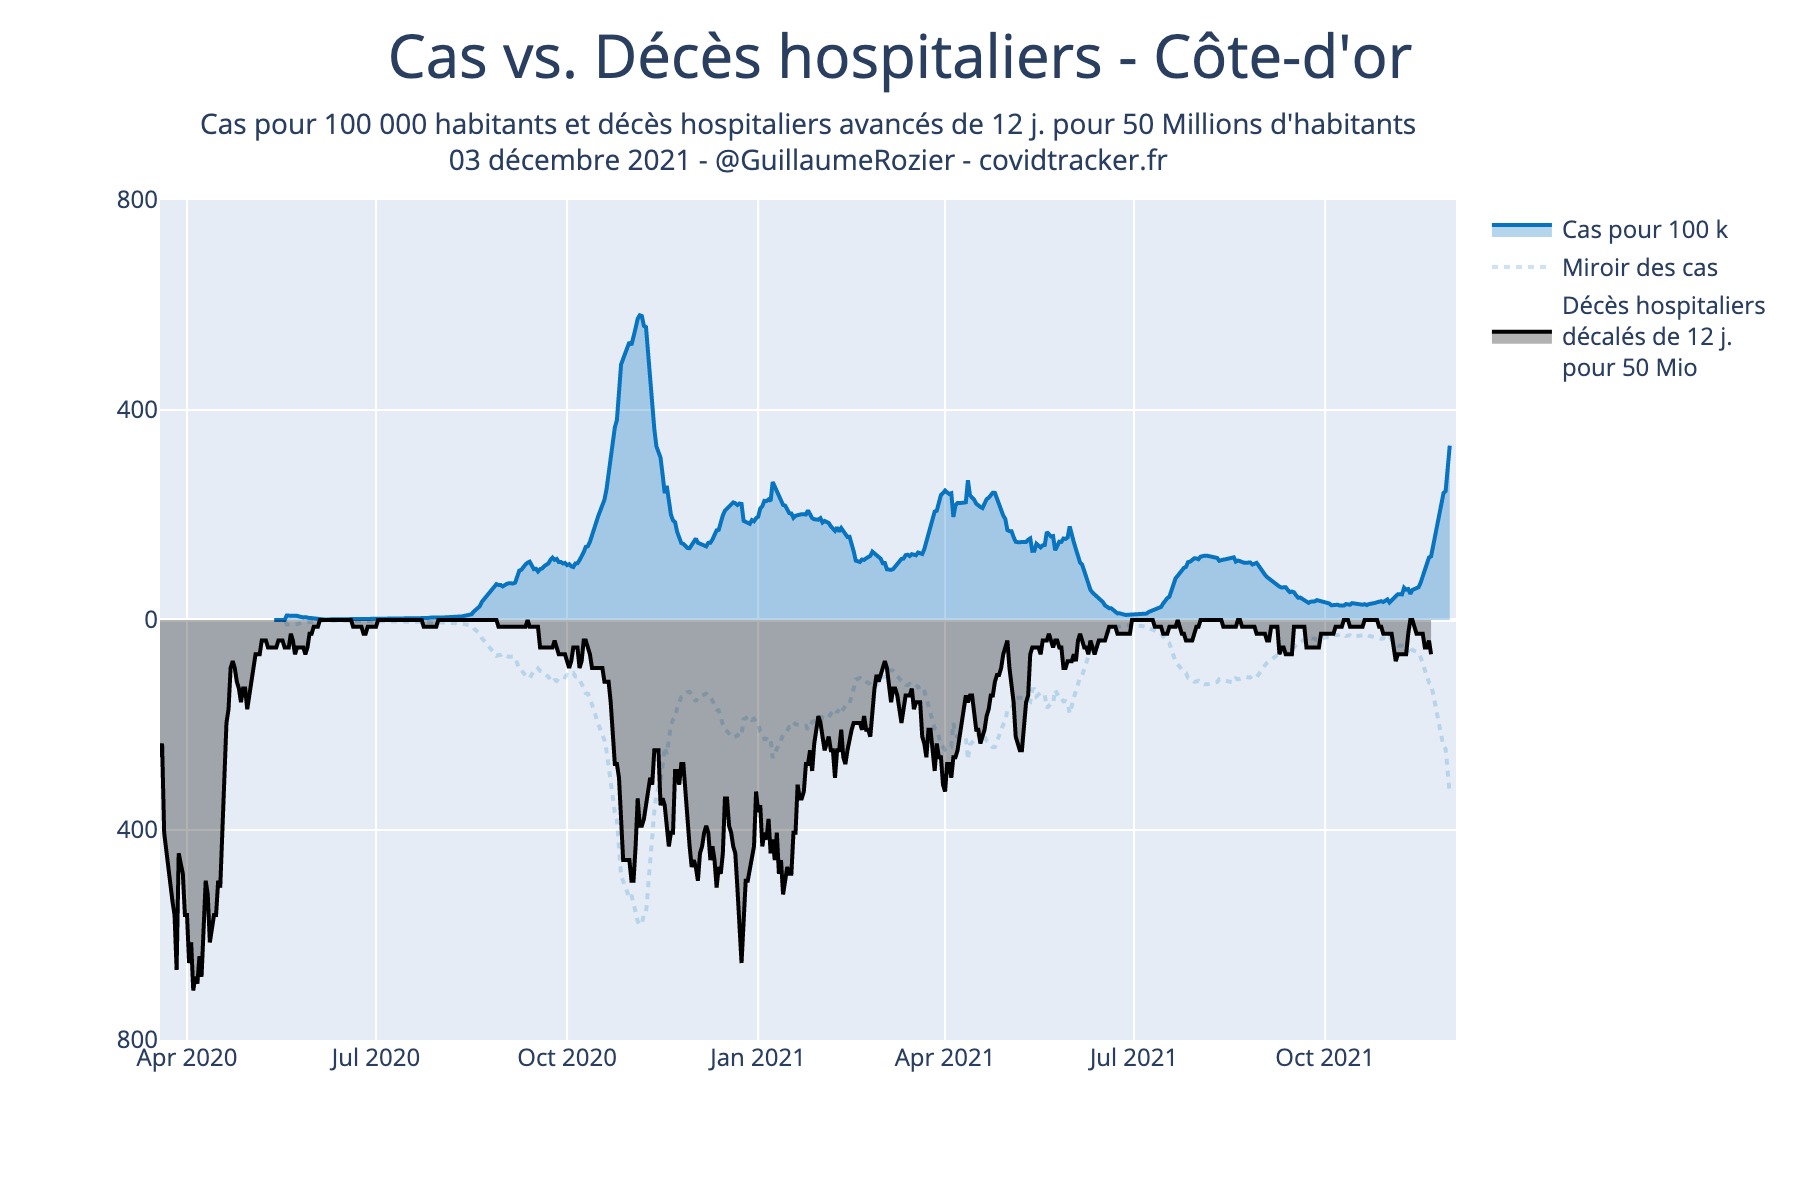 Cas vs. Décès hospitaliers - Côte-d'or
Cas pour 100 000 habitants et décès hospitaliers avancés de 12 j. pour 50 Millions d'habitants
03 décembre 2021 - @GuillaumeRozier - covidtracker.fr
800
400
0
400
800
Apr 2020
Jul 2020
Oct 2020
Jan 2021
Apr 2021
Jul 2021
Oct 2021
Cas pour 100 k
Miroir des cas
Décès hospitaliers
décalés de 12 j.
pour 50 Mio